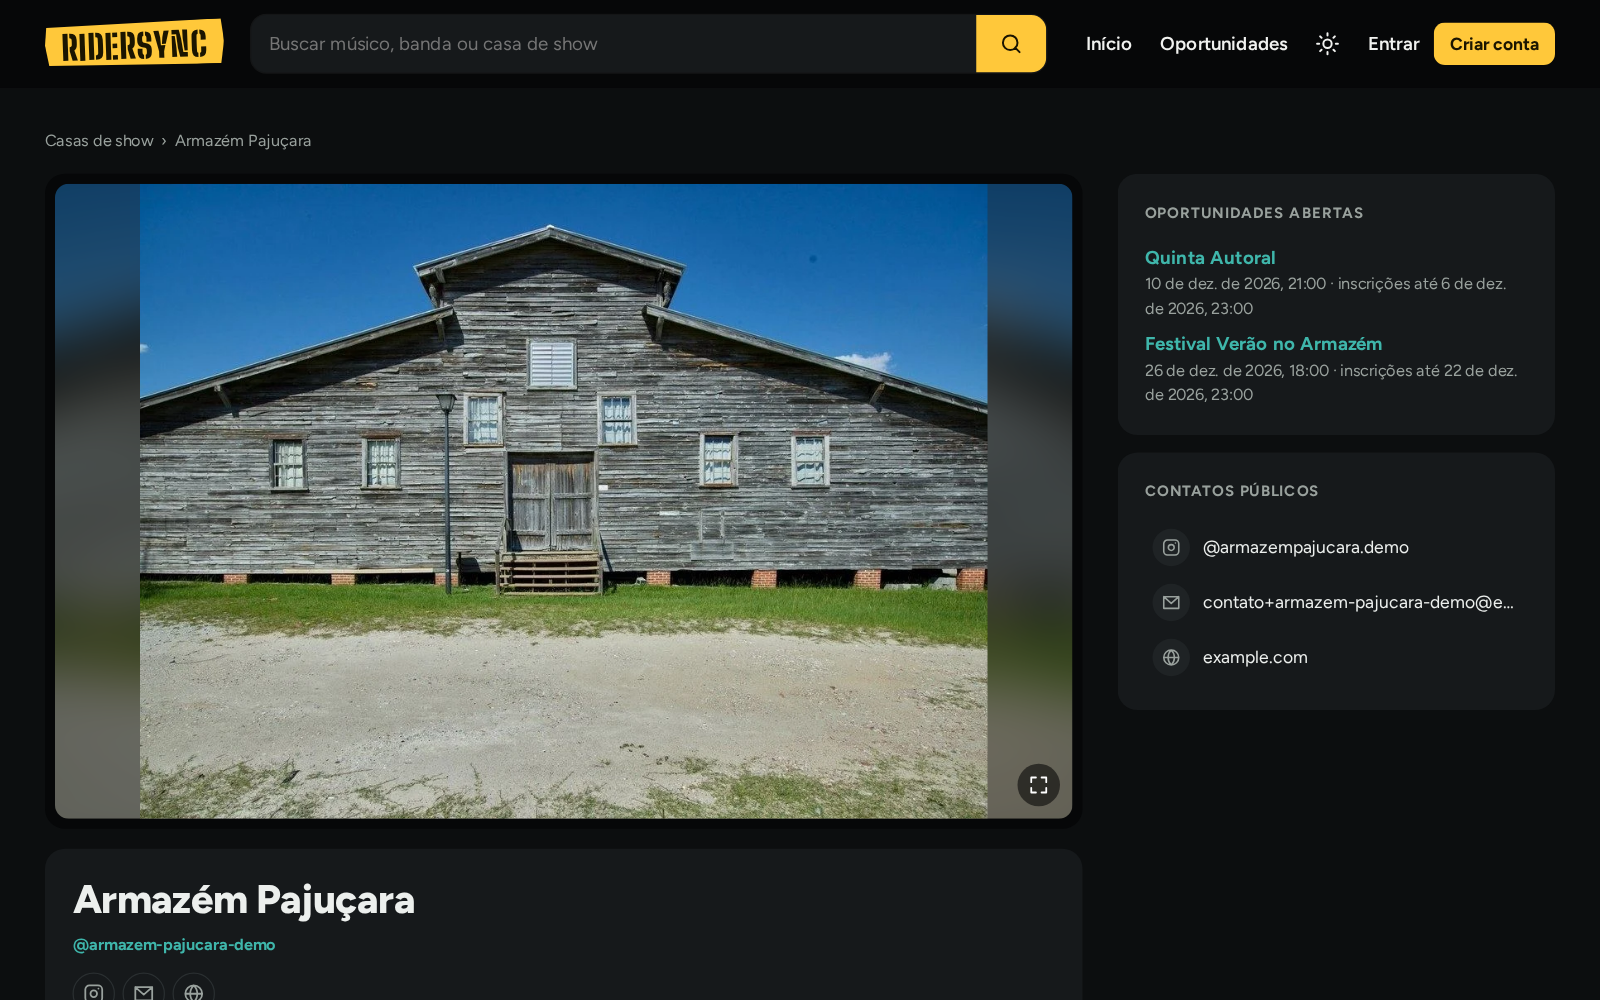 RIDERSYNC
Buscar músico, banda ou casa de show
Início
Oportunidades
Entrar
Criar conta
Casas de show › Armazém Pajuçara
OPORTUNIDADES ABERTAS
Quinta Autoral
10 de dez. de 2026, 21:00 · inscrições até 6 de dez.
de 2026, 23:00
Festival Verão no Armazém
26 de dez. de 2026, 18:00 · inscrições até 22 de dez.
de 2026, 23:00
CONTATOS PÚBLICOS
@armazempajucara.demo
contato+armazem-pajucara-demo@e...
example.com
Armazém Pajuçara
@armazem-pajucara-demo